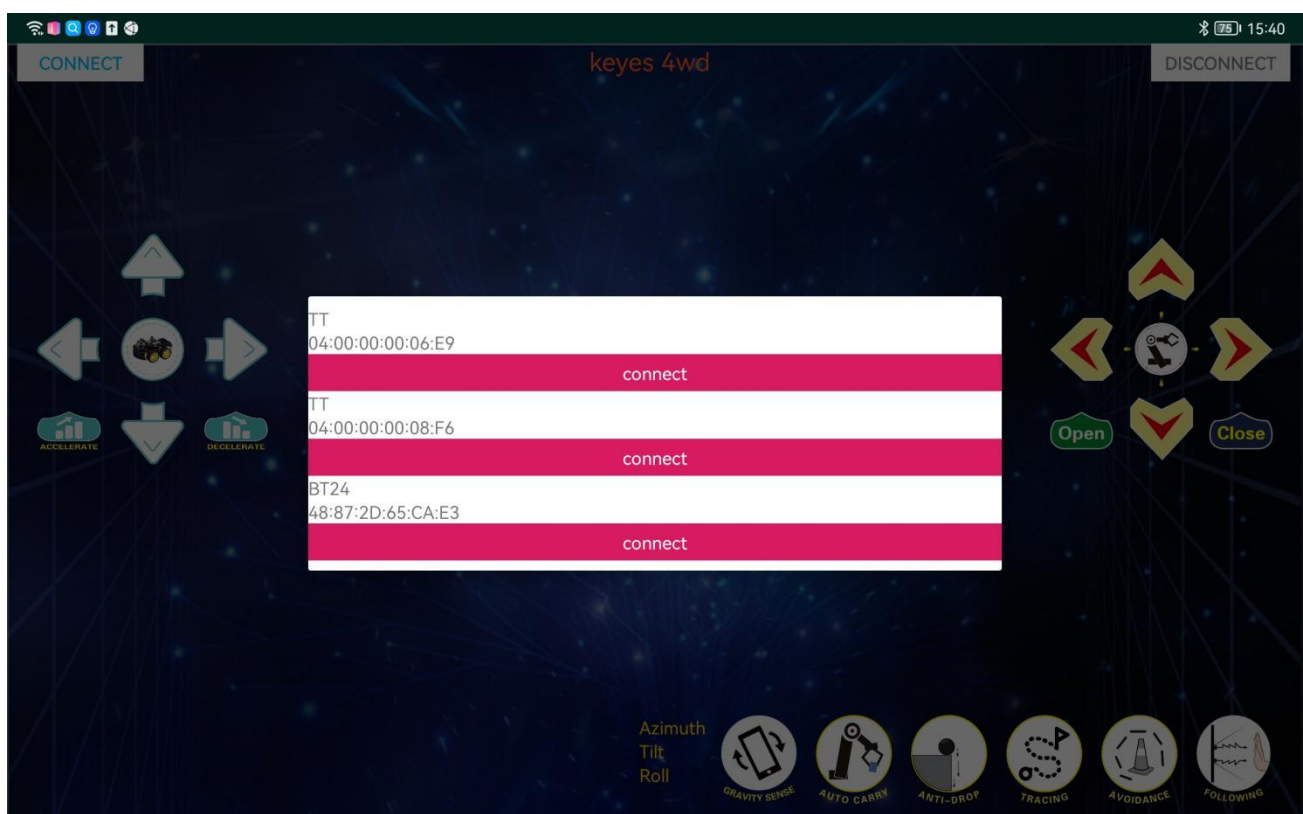 75 15:40
CONNECT
keyes 4wd
DISCONNECT
TT
04:00:00:00:06:E9
connect
TT
04:00:00:00:08:F6
connect
BT24
48:87:2D:65:CA:E3
connect
ACCELERATE
DECELERATE
Open
Close
Azimuth
Tilt
Roll
GRAVITY SENSE
AUTO CARRY
ANTI-DROP
TRACING
AVOIDANCE
FOLLOWING